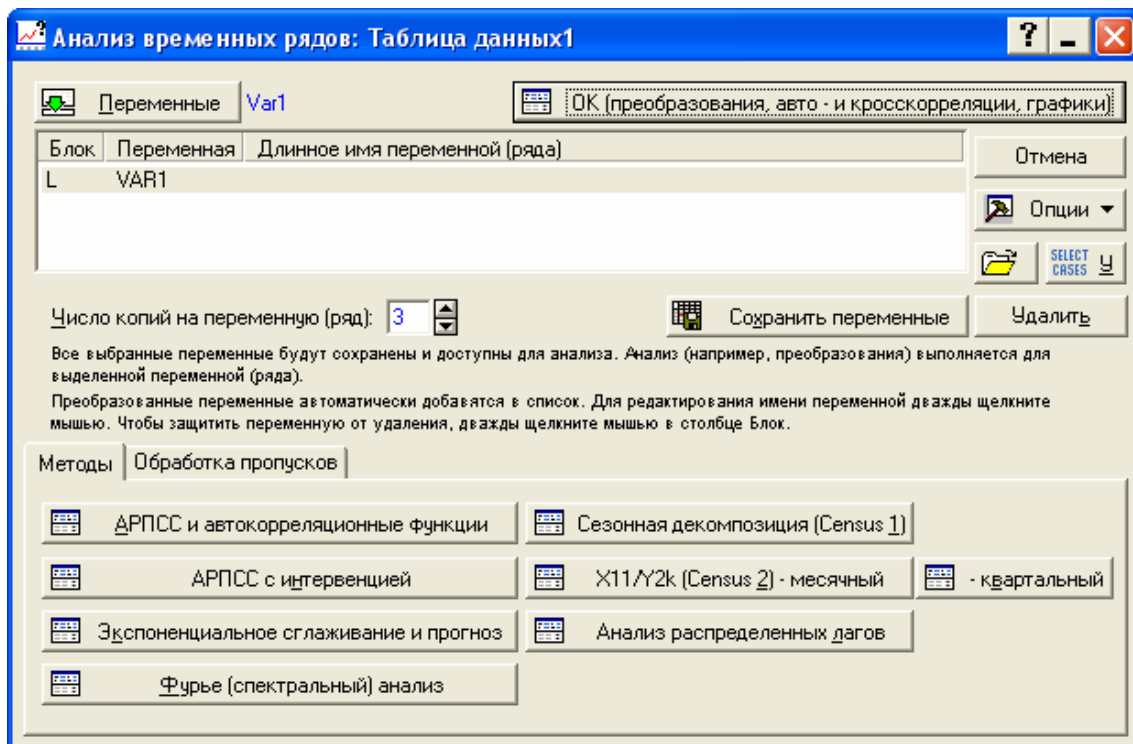 Анализ временных рядов: Таблица данных1
Переменные Var1 OK (преобразования, авто - и кросскорреляции, графики)
Блок Переменная Длинное имя переменной (ряда)
L VAR1
Отмена
Опции
SELECT CASES У
Число копий на переменную (ряд): 3 Сохранить переменные Удалить
Все выбранные переменные будут сохранены и доступны для анализа. Анализ (например, преобразования) выполняется для
выделенной переменной (ряда).
Преобразованные переменные автоматически добавятся в список. Для редактирования имени переменной дважды щелкните
мышью. Чтобы защитить переменную от удаления, дважды щелкните мышью в столбце Блок.
Методы Обработка пропусков
АРПСС и автокорреляционные функции Сезонная декомпозиция (Census 1)
АРПСС с интервенцией X11/Y2k (Census 2) - месячный - квартальный
Экспоненциальное сглаживание и прогноз Анализ распределенных лагов
Фурье (спектральный) анализ